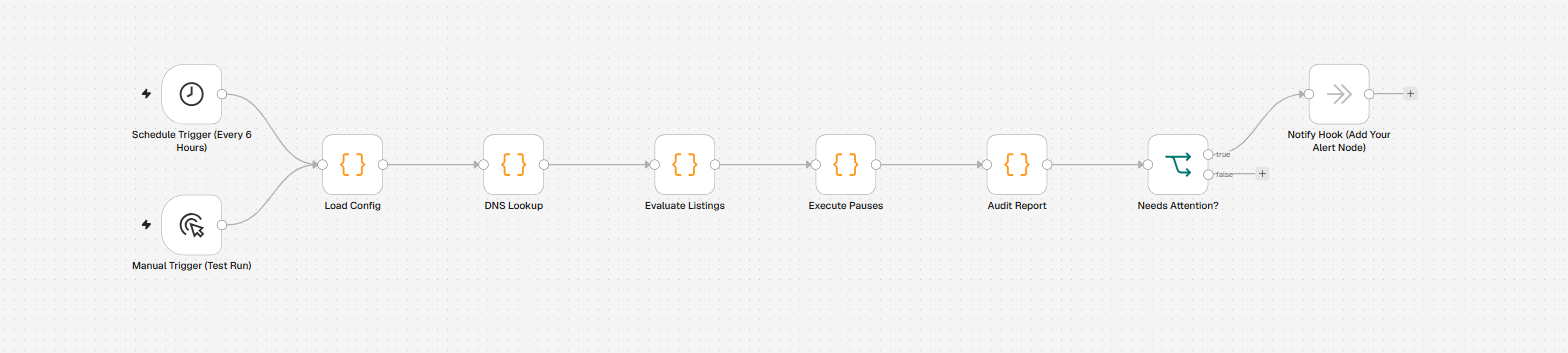 Schedule Trigger (Every 6
Hours)
Manual Trigger (Test Run)
Load Config
DNS Lookup
Evaluate Listings
Execute Pauses
Audit Report
Needs Attention?
true
false
Notify Hook (Add Your
Alert Node)